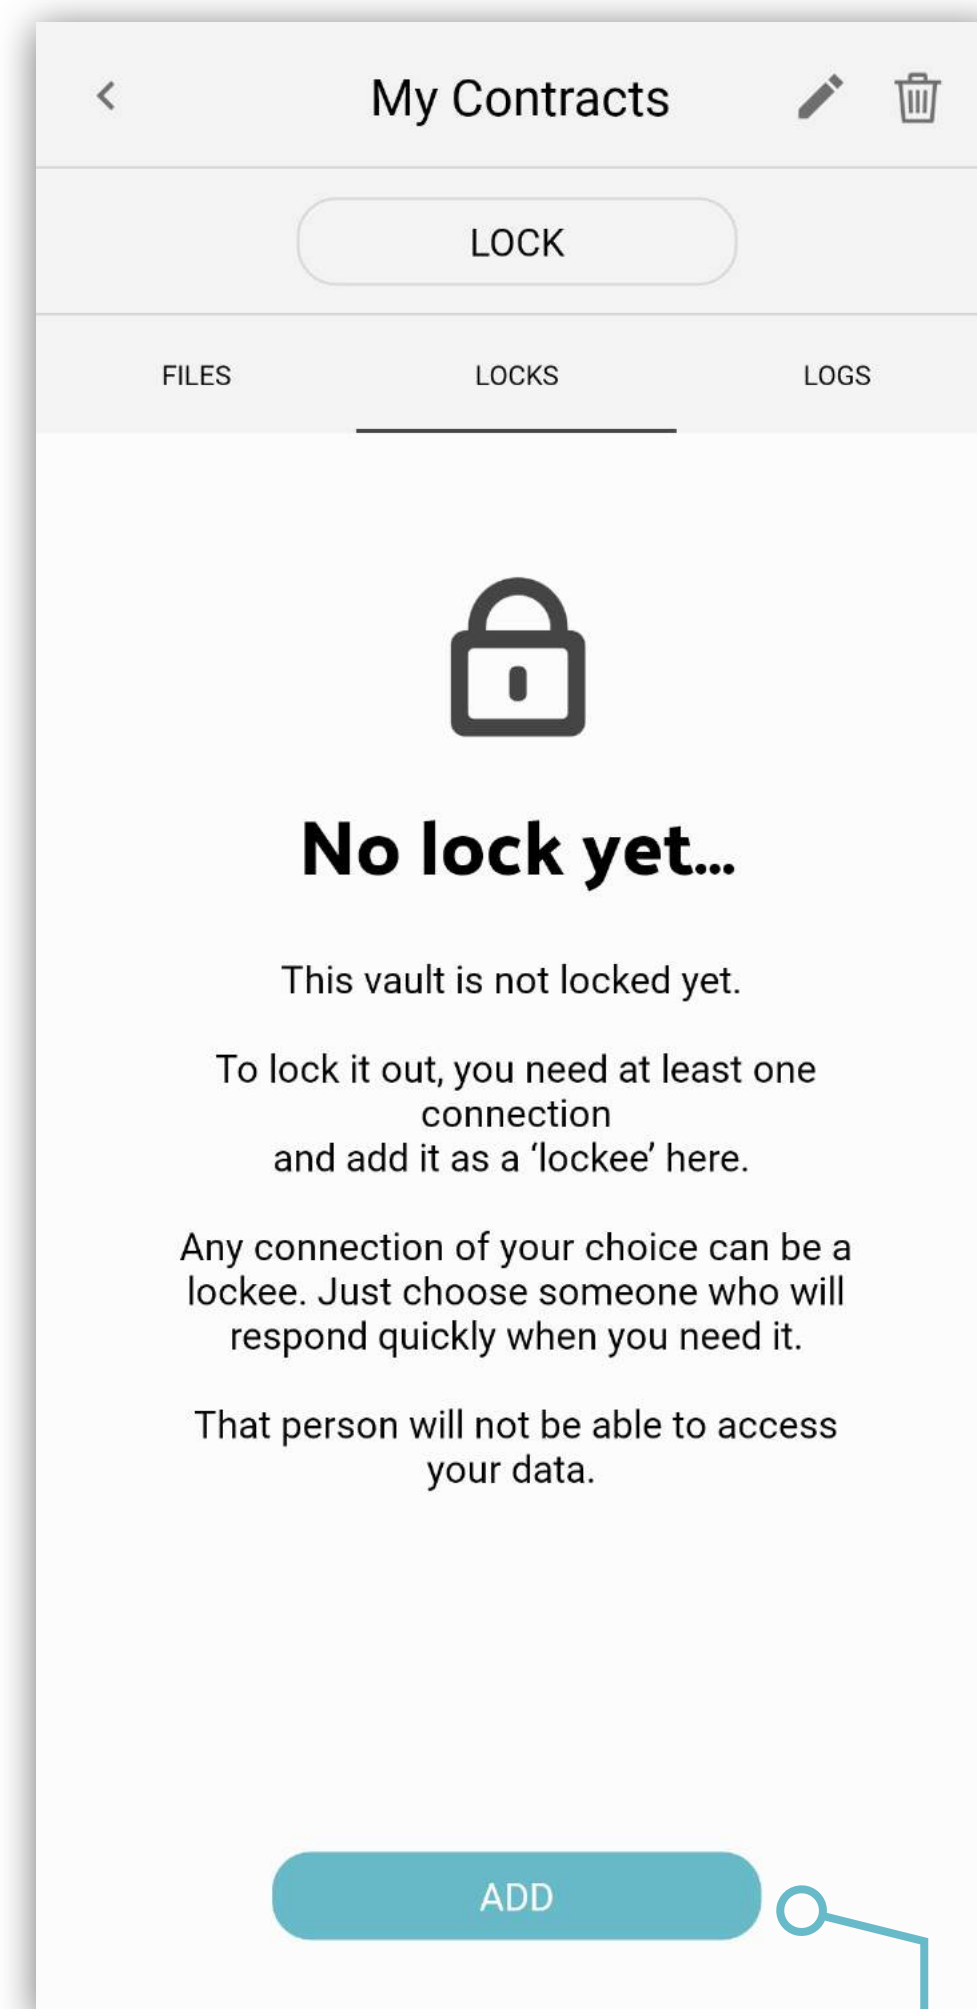 My Contracts
LOCK
FILES LOCKS LOGS
No lock yet...
This vault is not locked yet.
To lock it out, you need at least one
connection
and add it as a ‘lockee’ here.
Any connection of your choice can be a
lockee. Just choose someone who will
respond quickly when you need it.
That person will not be able to access
your data.
ADD